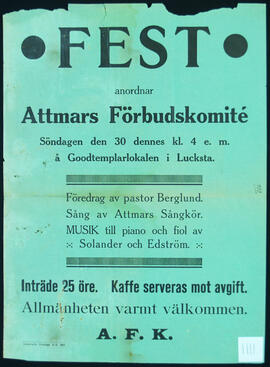 • FEST •
anordnar
Attmars Förbudskomité
Söndagen den 30 dennes kl. 4 e. m.
å Goodtemplarlokalen i Lucksta.
Föredrag av pastor Berglund.
Sång av Attmars Sångkör.
MUSIK till piano och fiol av
Solander och Edström.
Inträde 25 öre. Kaffe serveras mot avgift.
Allmänheten varmt välkommen.
A. F. K.